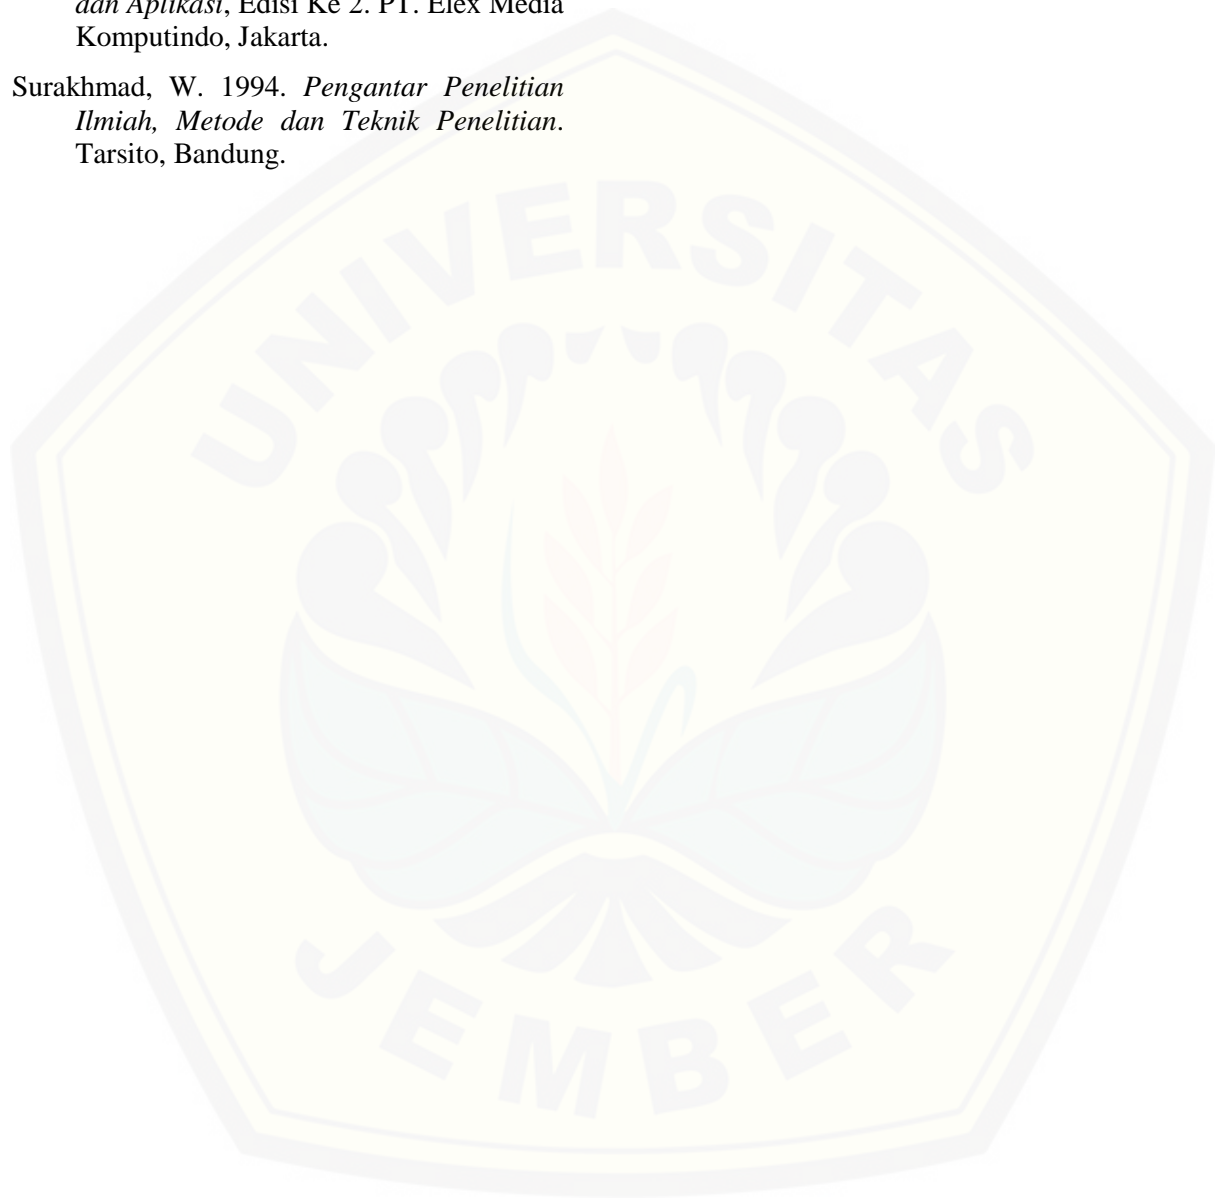 dan Aplikasi, Edisi Ke 2. PT. Elex Media
Komputindo, Jakarta.
Surakhmad, W. 1994. Pengantar Penelitian
Ilmiah, Metode dan Teknik Penelitian.
Tarsito, Bandung.
UNIVERSITAS
JEMBER